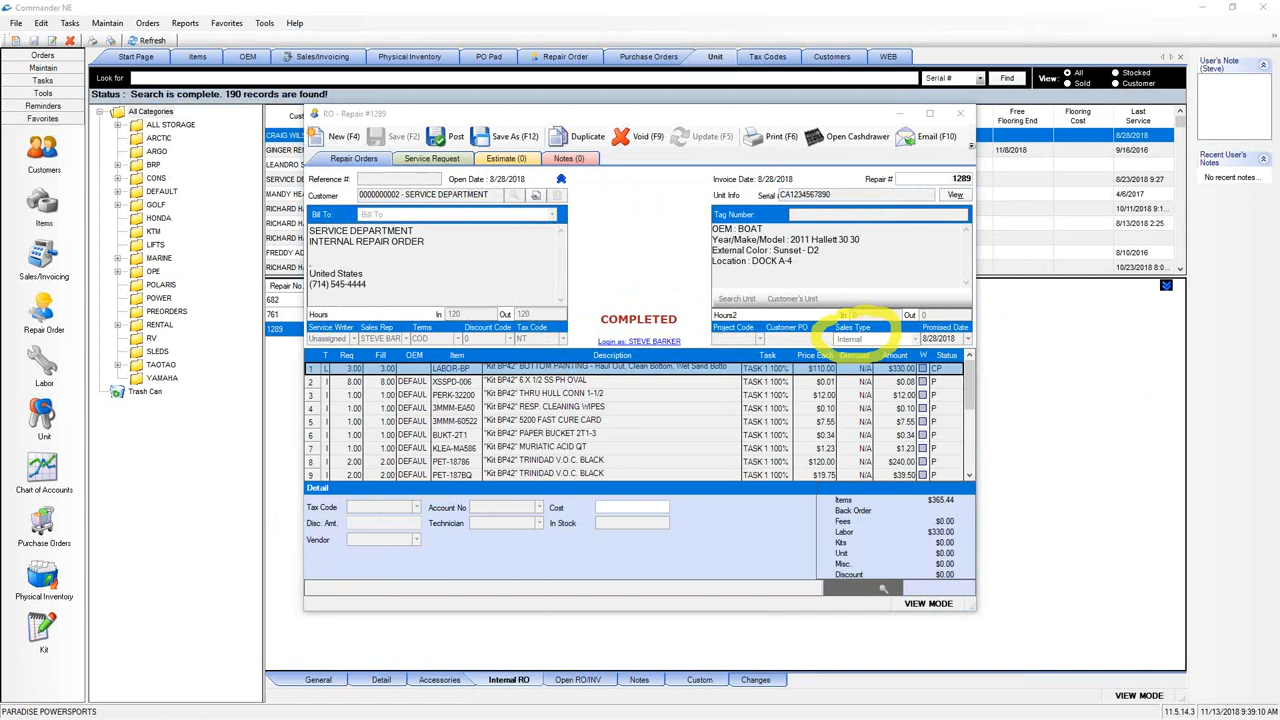 Commander NE
File Edit Tasks Maintain Orders Reports Favorites Tools Help
Refresh
Orders
Maintain
Tasks
Tools
Reminders
Favorites
Customers
Items
Sales/Invoicing
Repair Order
Labor
Unit
Chart of Accounts
Purchase Orders
Physical Inventory
Kit
Start Page Items OEM Sales/Invoicing Physical Inventory PO Pad Repair Order Purchase Orders Unit Tax Codes Customers WEB
Look for Serial # Find View: All Stocked Sold Customer
Status : Search is complete. 190 records are found!
All Categories
ALL STORAGE
ARCTIC
ARGO
BRP
CONS
DEFAULT
GOLF
HONDA
KTM
LIFTS
MARINE
OPE
POLARIS
POWER
PREORDERS
RENTAL
RV
SLEDS
TAOTAO
YAMAHA
Trash Can
CRAIG WIL
GINGER RE
LEANDRO S
SERVICE DE
MANDY HEA
RICHARD H
RICHARD H
RICHARD H
FREDDY AD
RICHARD H
Repair No.
682
761
1289
Free Flooring End
Flooring Cost
Last Service
8/28/2018
11/8/2018 9/16/2016
4/6/2017
10/11/2018 9:1
8/13/2018 2:25
8/10/2016
10/23/2018 8:0
RO - Repair #1289
New (F4) Save (F2) Post Save As (F12) Duplicate Void (F9) Update (F5) Print (F6) Open Cashdrawer Email (F10)
Repair Orders Service Request Estimate (0) Notes (0)
Reference #: Open Date : 8/28/2018 Invoice Date: 8/28/2018 Repair # 1289
Customer 0000000002 - SERVICE DEPARTMENT Unit Info Serial # CA1234567890 View
Bill To: Bill To Tag Number:
SERVICE DEPARTMENT
INTERNAL REPAIR ORDER
.
United States
(714) 545-4444
OEM : BOAT
Year/Make/Model : 2011 Hallett 30 30
External Color : Sunset - D2
Location : DOCK A-4
Search Unit Customer's Unit
Hours In 120 Out 120 Hours2 In 0 Out 0
COMPLETED
Login as: STEVE BARKER
Service Writer Sales Rep Terms Discount Code Tax Code Project Code Customer PO Sales Type Promised Date
Unassigned STEVE BAR COD 0 NT Internal 8/28/2018
L T Req Fill OEM Item Description Task Price Each Discount Amount W Status
1 L 3.00 3.00 LABOR-BP "Kit BP42" BOTTOM PAINTING - Haul Out, Clean Bottom, Wet Sand Botto TASK 1 100% $110.00 N/A $330.00 CP
2 I 8.00 8.00 DEFAUL XSSPD-006 "Kit BP42" 6 X 1/2 SS PH OVAL TASK 1 100% $0.01 N/A $0.08 P
3 I 1.00 1.00 DEFAUL PERK-32200 "Kit BP42" THRU HULL CONN 1-1/2 TASK 1 100% $12.00 N/A $12.00 P
4 I 1.00 1.00 DEFAUL 3MMM-EA50 "Kit BP42" RESP. CLEANING WIPES TASK 1 100% $0.10 N/A $0.10 P
5 I 1.00 1.00 DEFAUL 3MMM-60522 "Kit BP42" 5200 FAST CURE CARD TASK 1 100% $7.55 N/A $7.55 P
6 I 1.00 1.00 DEFAUL BUKT-2T1 "Kit BP42" PAPER BUCKET 2T1-3 TASK 1 100% $0.34 N/A $0.34 P
7 I 1.00 1.00 DEFAUL KLEA-MA586 "Kit BP42" MURIATIC ACID QT TASK 1 100% $1.23 N/A $1.23 P
8 I 2.00 2.00 DEFAUL PET-18786 "Kit BP42" TRINIDAD V.O.C. BLACK TASK 1 100% $120.00 N/A $240.00 P
9 I 2.00 2.00 DEFAUL PET-187BQ "Kit BP42" TRINIDAD V.O.C. BLACK TASK 1 100% $19.75 N/A $39.50 P
Detail
Tax Code Account No Cost
Disc. Amt. Technician In Stock
Vendor
Items $365.44
Back Order
Fees $0.00
Labor $330.00
Kits $0.00
Unit $0.00
Misc. $0.00
Discount $0.00
VIEW MODE
General Detail Accessories Internal RO Open RO/INV Notes Custom Changes
VIEW MODE
User's Note (Steve)
Recent User's Notes
No recent notes...
PARADISE POWERSPORTS 11.5.14.3 11/13/2018 9:39:10 AM